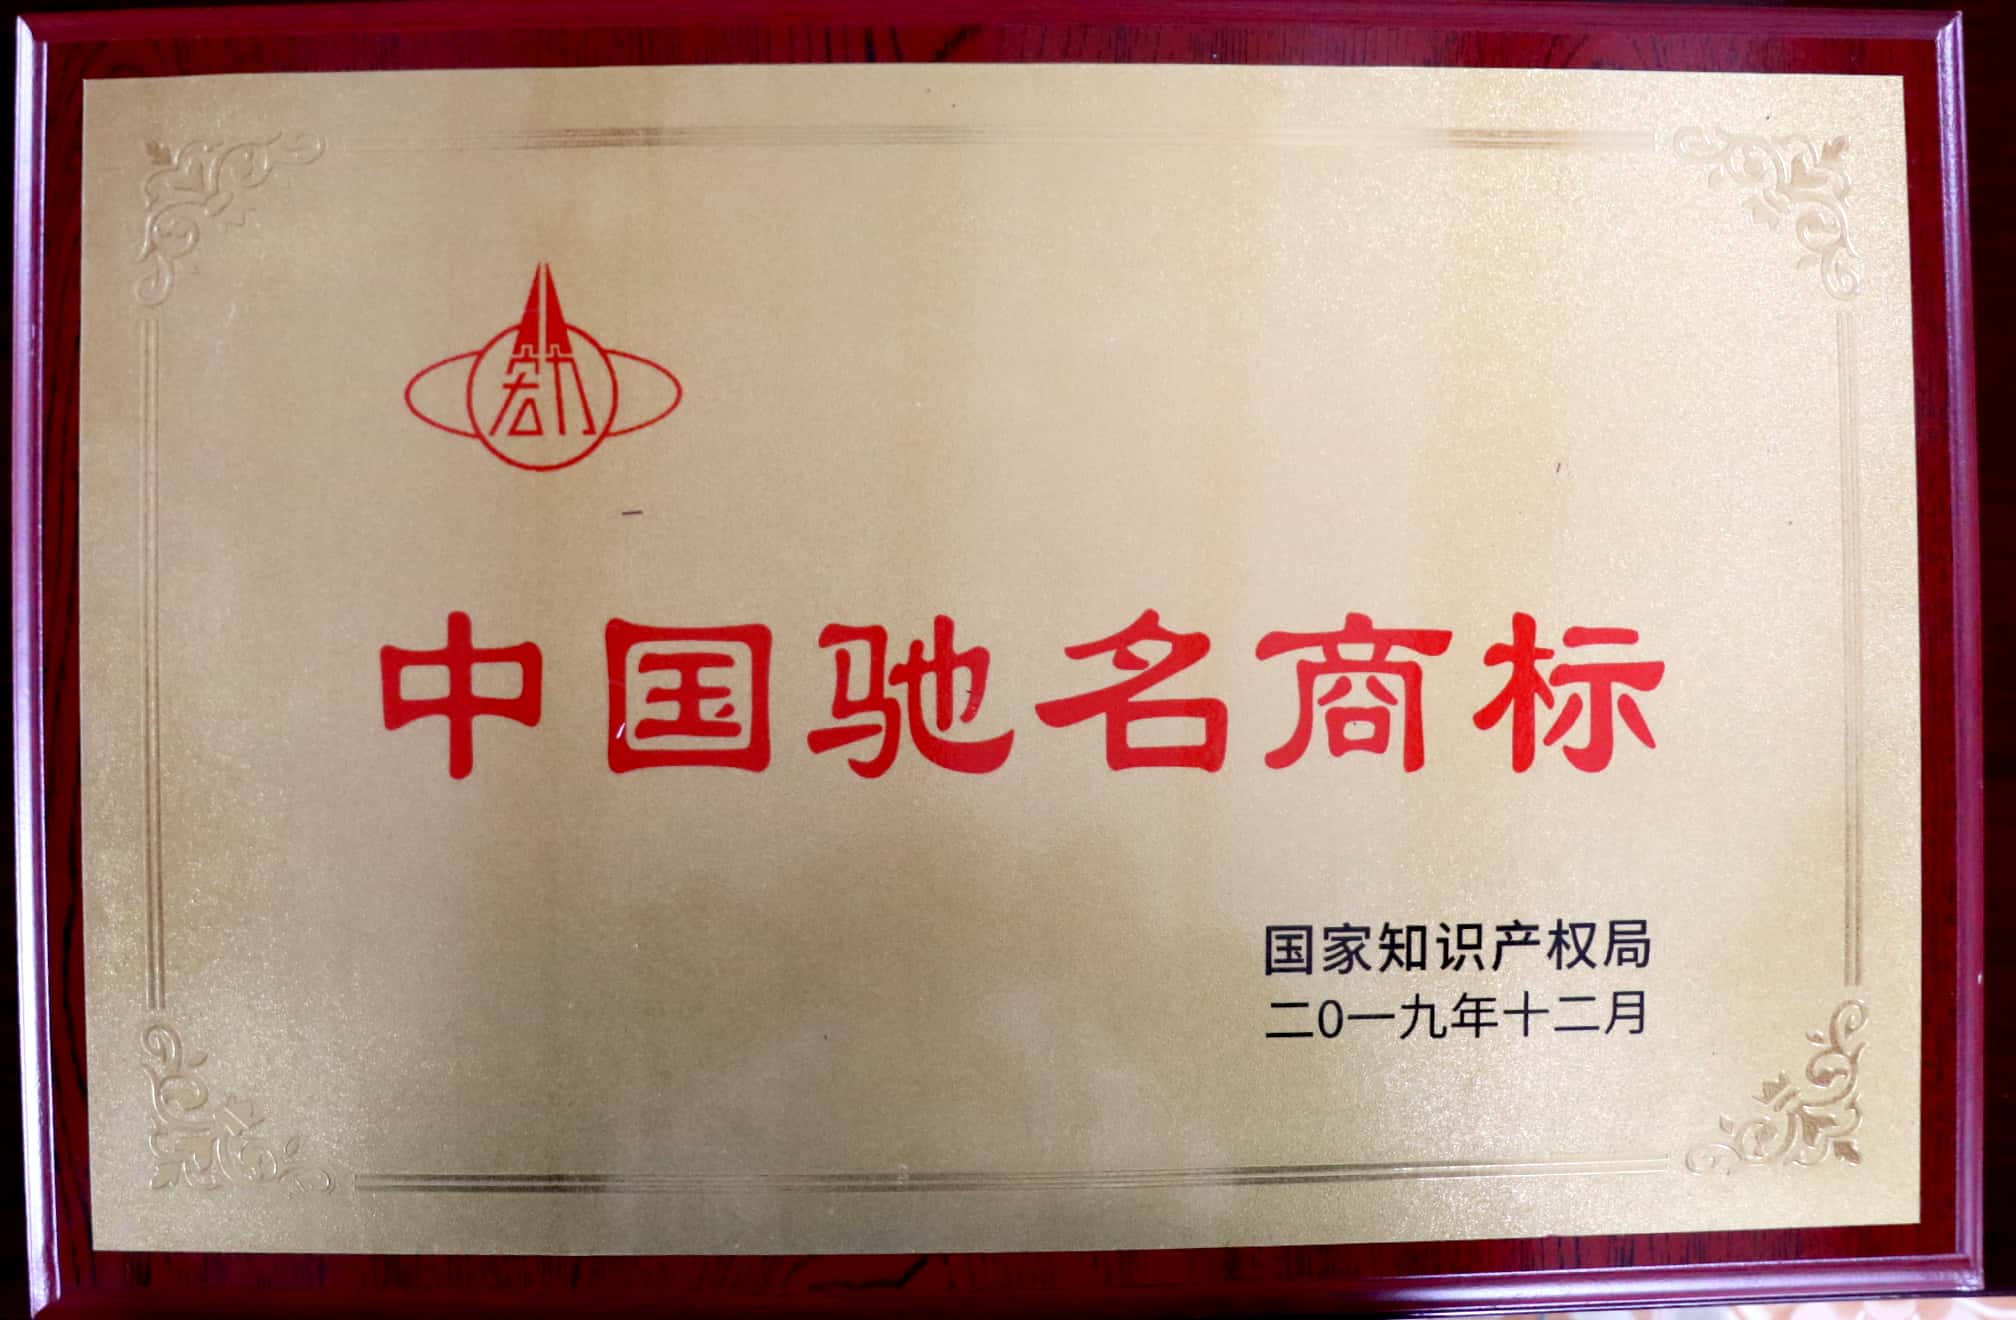 中国驰名商标
国家知识产权局
二0一九年十二月